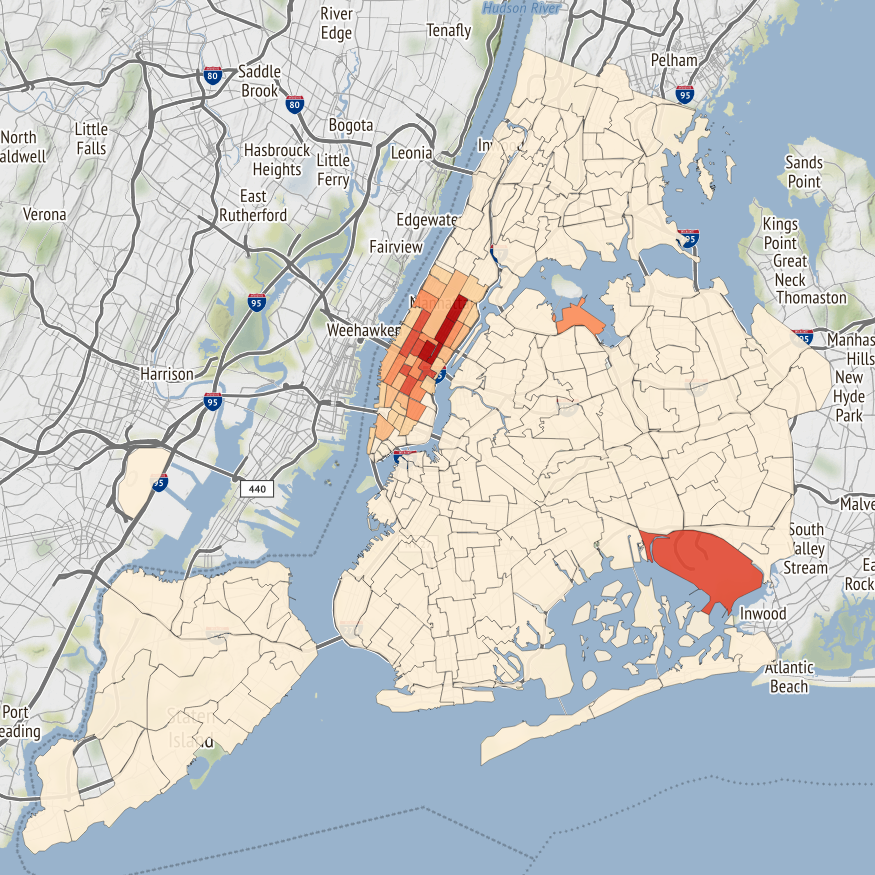 Hudson River
River
Edge
Tenafly
Pelham
80
Saddle
Brook
80
95
North
aldwell
Little
Falls
Bogota
Hasbrouck
Heights
Leonia
Little
Ferry
Sands
Point
East
Rutherford
Verona
Edgewater
Fairview
95
Kings
Point
Great
Neck
Thomaston
95
Weehawken
95
Manhas
Hills
New
Hyde
Park
Harrison
95
95
440
Malve
South
Valley
Stream
Ea
Rock
Inwood
Atlantic
Beach
Port
eading
Staten
Island